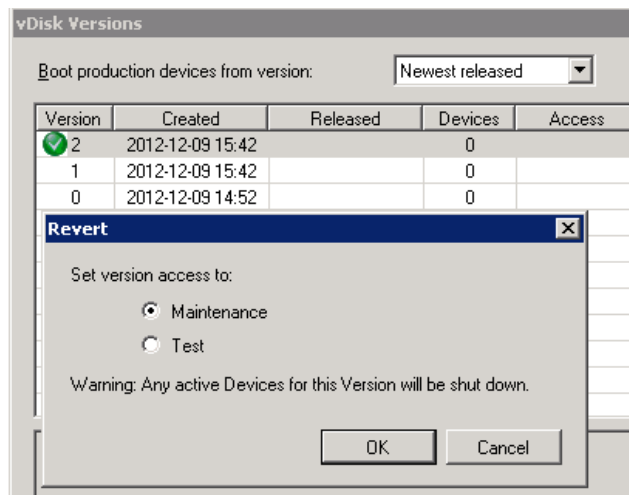 vDisk Versions
Boot production devices from version: Newest released
Version Created Released Devices Access
2 2012-12-09 15:42 0
1 2012-12-09 15:42 0
0 2012-12-09 14:52 0
Revert
Set version access to:
Maintenance
Test
Warning: Any active Devices for this Version will be shut down.
OK Cancel